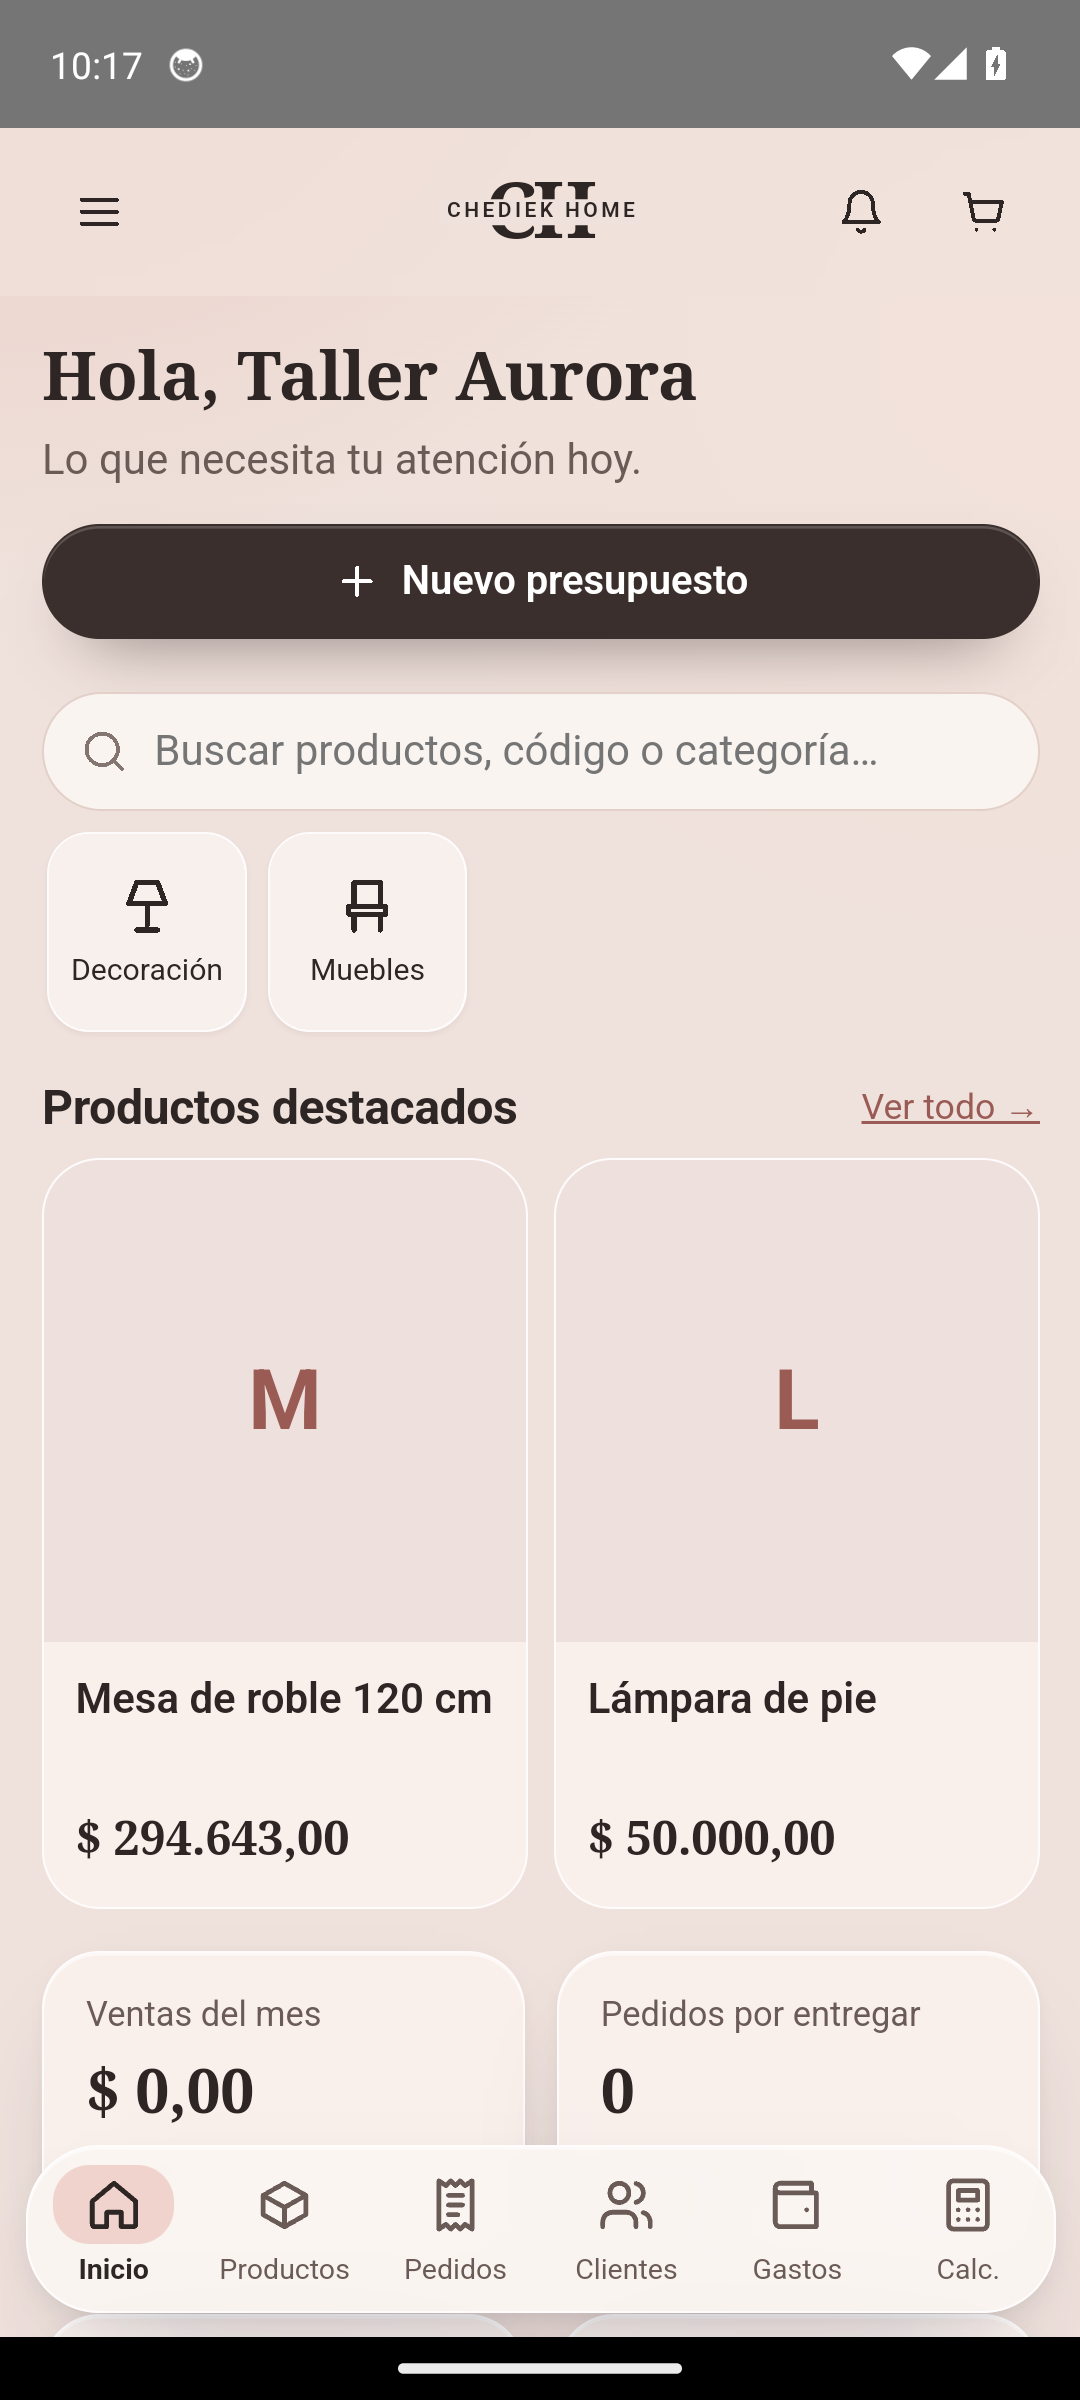 10:17
CH
CHEDIEK HOME
Hola, Taller Aurora
Lo que necesita tu atención hoy.
Nuevo presupuesto
Buscar productos, código o categoría…
Decoración
Muebles
Productos destacados
Ver todo →
M
L
Mesa de roble 120 cm
Lámpara de pie
$ 294.643,00
$ 50.000,00
Ventas del mes
Pedidos por entregar
$ 0,00
0
Inicio
Productos
Pedidos
Clientes
Gastos
Calc.